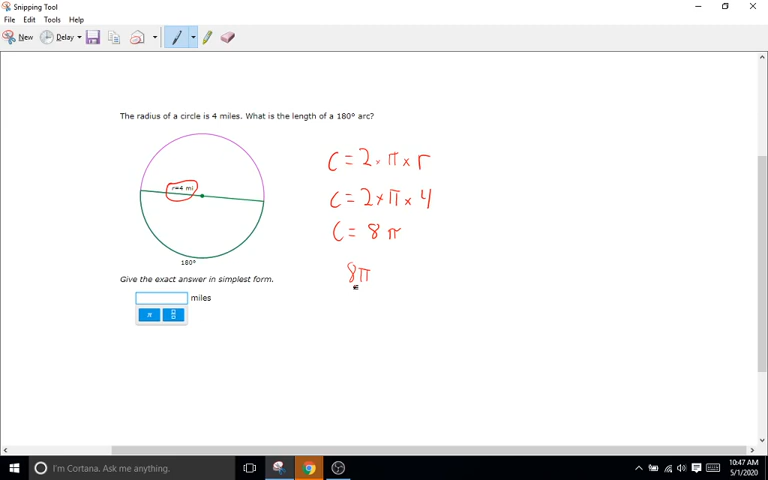 Snipping Tool
File Edit Tools Help
New Delay
The radius of a circle is 4 miles. What is the length of a 180° arc?
r=4 mi
180°
C = 2 × π × r
C = 2 × π × 4
C = 8 π
8π
Give the exact answer in simplest form.
miles
π
I'm Cortana. Ask me anything.
10:47 AM
5/1/2020